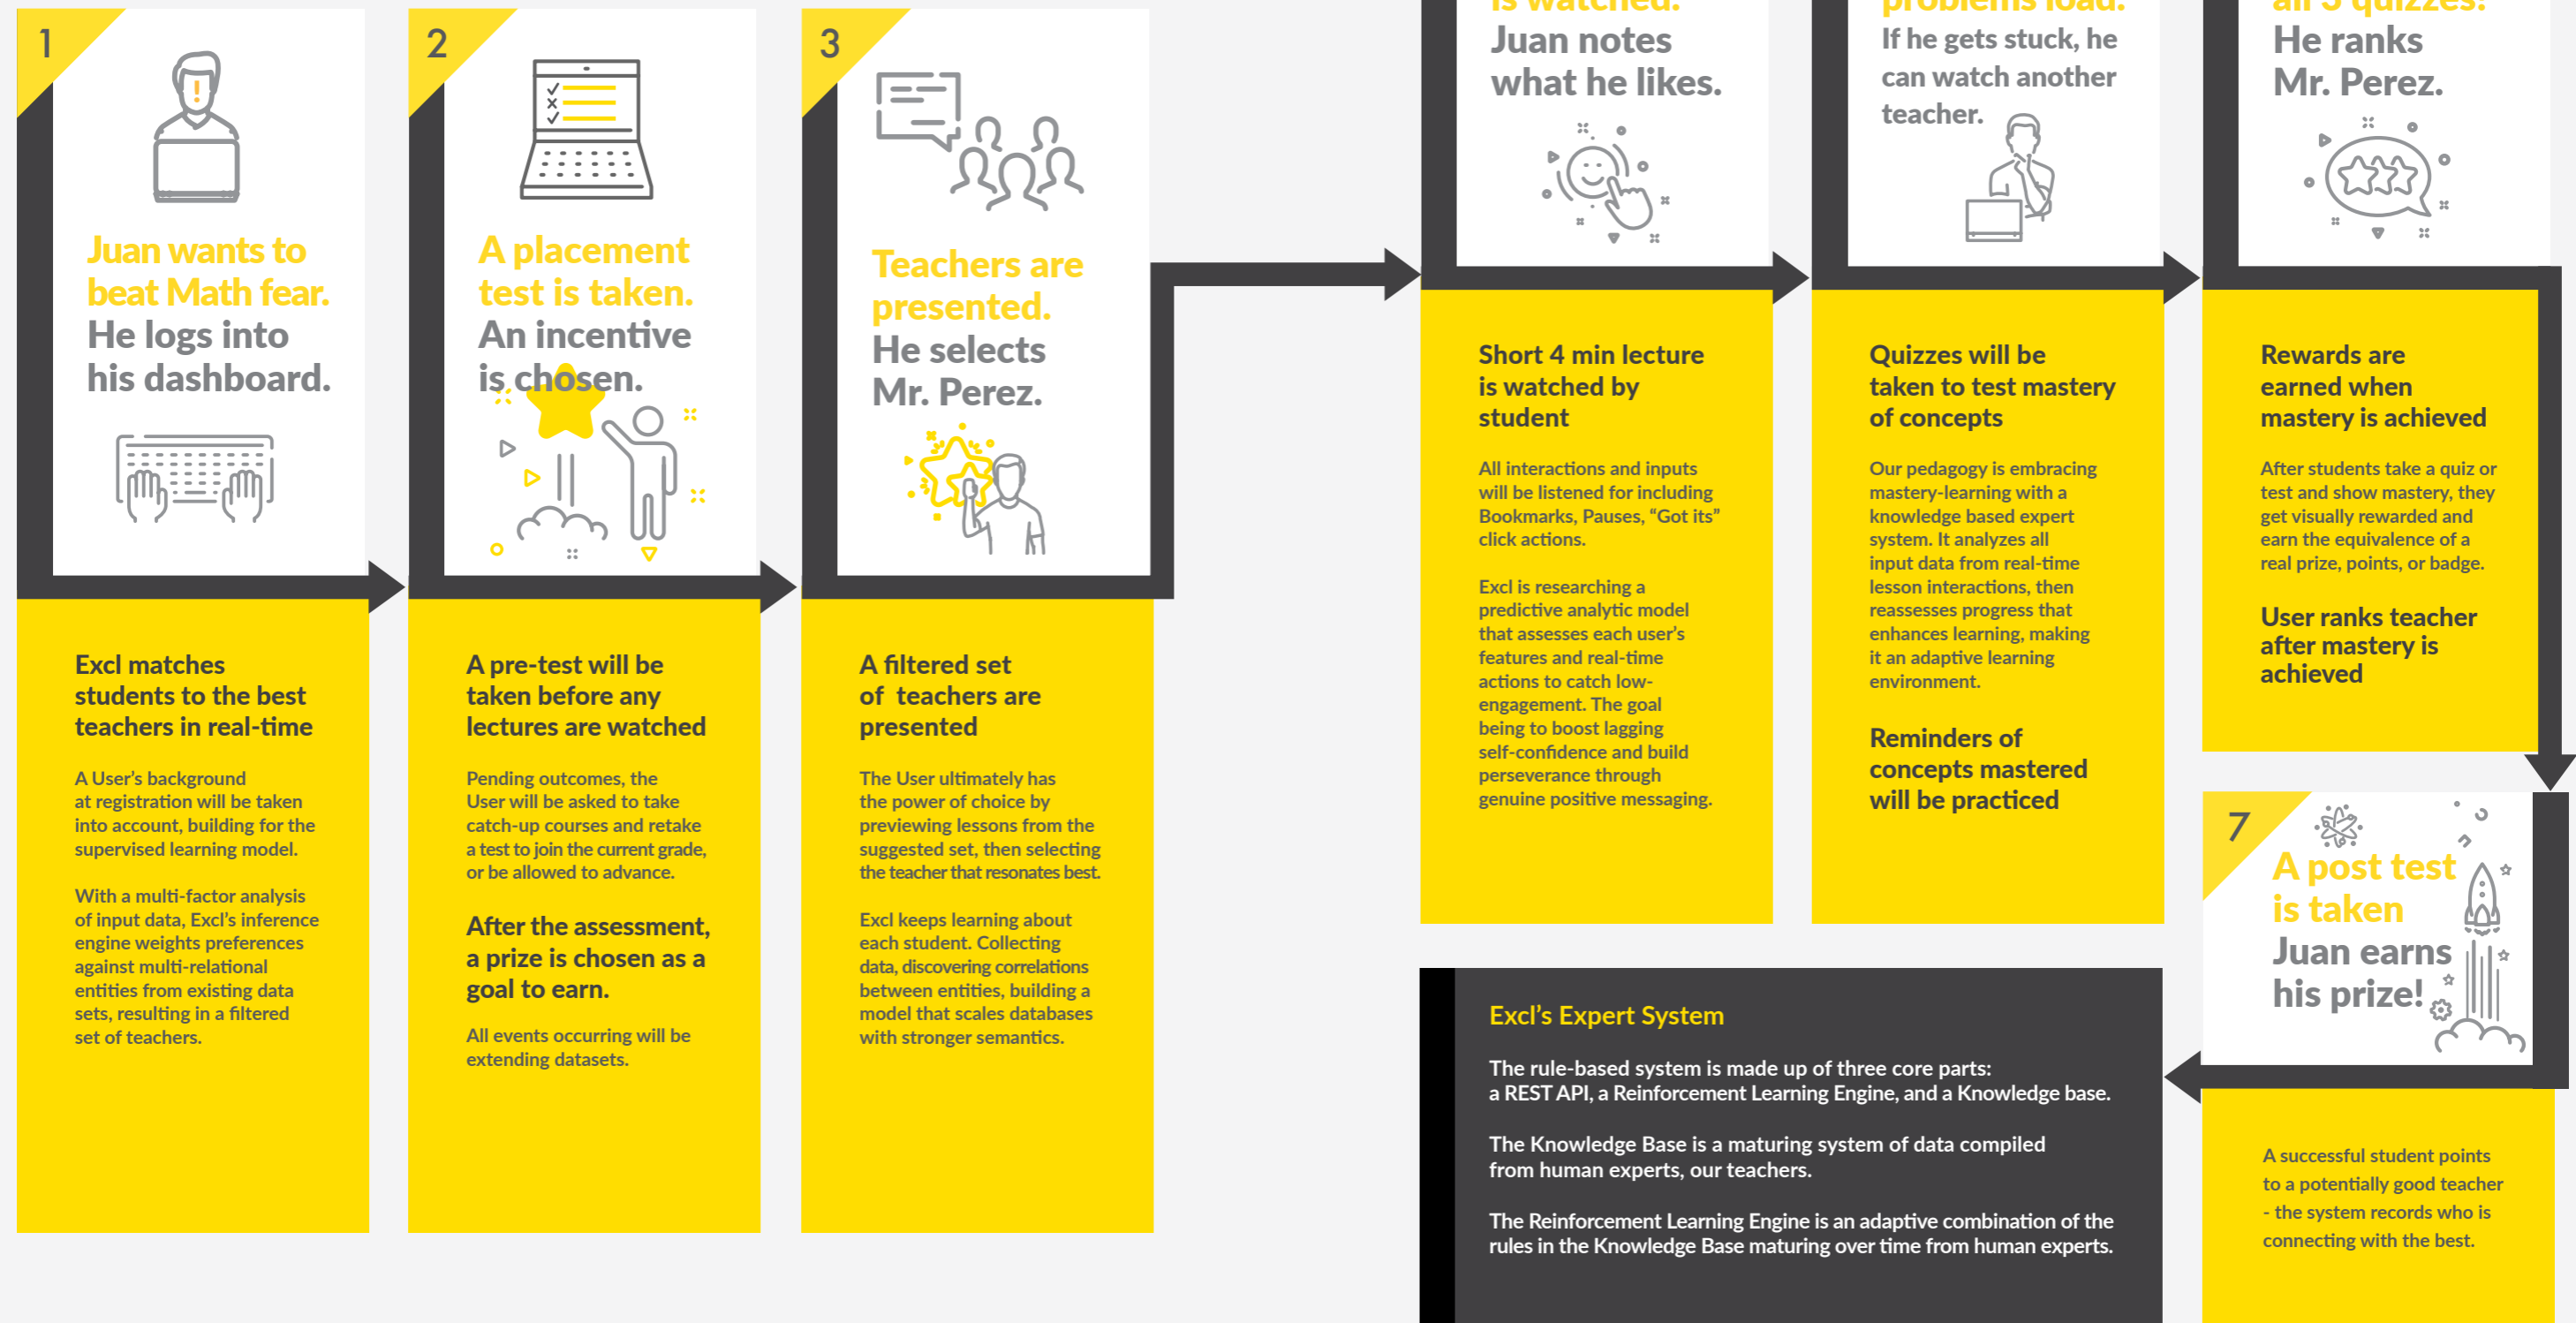 1
Juan wants to
beat Math fear.
He logs into
his dashboard.
Excl matches
students to the best
teachers in real-time
A User's background
at registration will be taken
into account, building for the
supervised learning model.
With a multi-factor analysis
of input data, Excl's inference
engine weights preferences
against multi-relational
entities from existing data
sets, resulting in a filtered
set of teachers.
2
A placement
test is taken.
An incentive
is chosen.
A pre-test will be
taken before any
lectures are watched
Pending outcomes, the
User will be asked to take
catch-up courses and retake
a test to join the current grade,
or be allowed to advance.
After the assessment,
a prize is chosen as a
goal to earn.
All events occurring will be
extending datasets.
3
Teachers are
presented.
He selects
Mr. Perez.
A filtered set
of teachers are
presented
The User ultimately has
the power of choice by
previewing lessons from the
suggested set, then selecting
the teacher that resonates best.
Excl keeps learning about
each student. Collecting
data, discovering correlations
between entities, building a
model that scales databases
with stronger semantics.
is watched.
Juan notes
what he likes.
Short 4 min lecture
is watched by
student
All interactions and inputs
will be listened for including
Bookmarks, Pauses, “Got its”
click actions.
Excl is researching a
predictive analytic model
that assesses each user's
features and real-time
actions to catch low-
engagement. The goal
being to boost lagging
self-confidence and build
perseverance through
genuine positive messaging.
problems load.
If he gets stuck, he
can watch another
teacher.
Quizzes will be
taken to test mastery
of concepts
Our pedagogy is embracing
mastery-learning with a
knowledge based expert
system. It analyzes all
input data from real-time
lesson interactions, then
reassesses progress that
enhances learning, making
it an adaptive learning
environment.
Reminders of
concepts mastered
will be practiced
all 5 quizzes!
He ranks
Mr. Perez.
Rewards are
earned when
mastery is achieved
After students take a quiz or
test and show mastery, they
get visually rewarded and
earn the equivalence of a
real prize, points, or badge.
User ranks teacher
after mastery is
achieved
7
A post test
is taken
Juan earns
his prize!
A successful student points
to a potentially good teacher
- the system records who is
connecting with the best.
Excl's Expert System
The rule-based system is made up of three core parts:
a REST API, a Reinforcement Learning Engine, and a Knowledge base.
The Knowledge Base is a maturing system of data compiled
from human experts, our teachers.
The Reinforcement Learning Engine is an adaptive combination of the
rules in the Knowledge Base maturing over time from human experts.